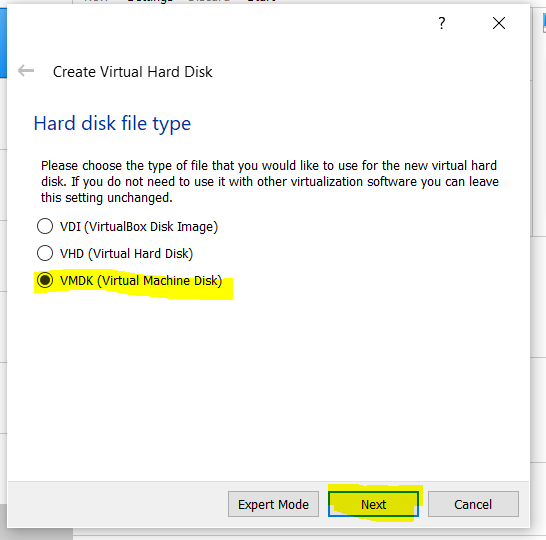 ?
Create Virtual Hard Disk
Hard disk file type
Please choose the type of file that you would like to use for the new virtual hard
disk. If you do not need to use it with other virtualization software you can leave
this setting unchanged.
VDI (VirtualBox Disk Image)
VHD (Virtual Hard Disk)
VMDK (Virtual Machine Disk)
Expert Mode
Next
Cancel